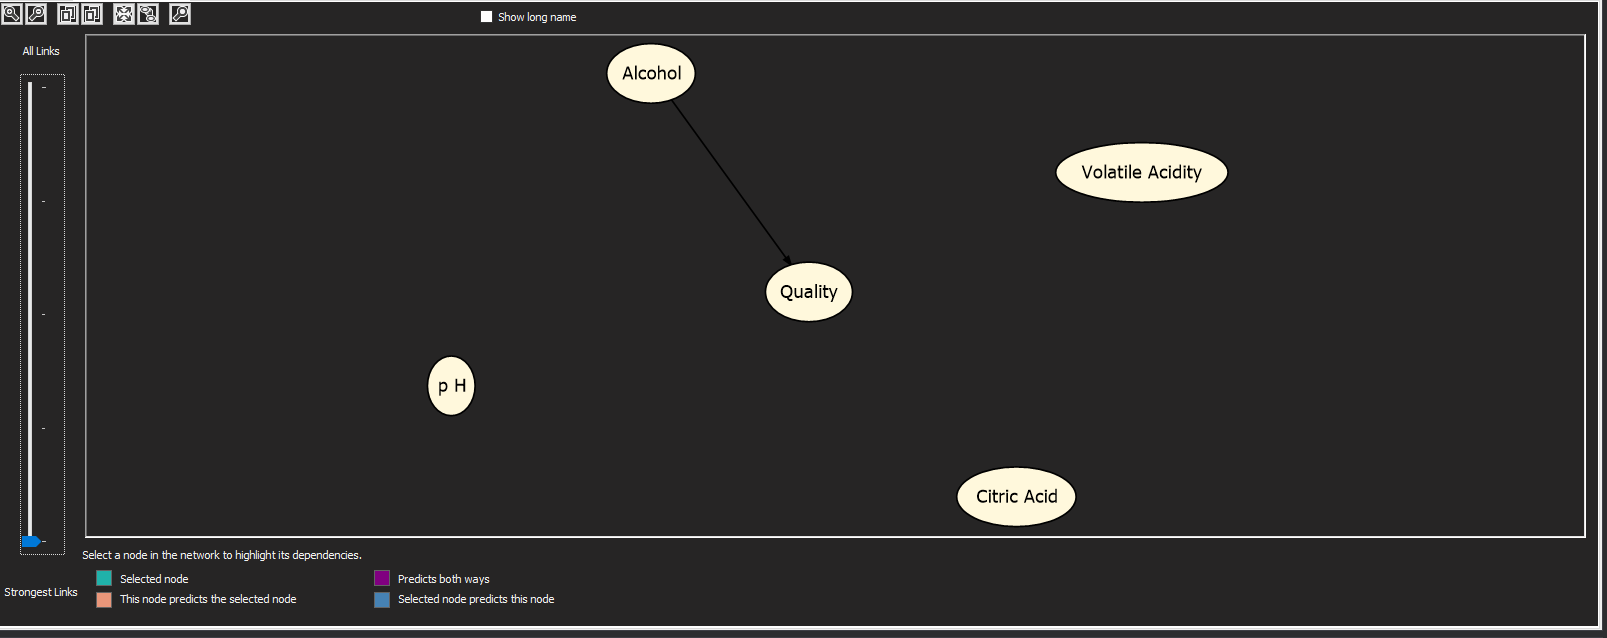 Show long name
All Links
Alcohol
Volatile Acidity
Quality
p H
Citric Acid
Select a node in the network to highlight its dependencies.
Strongest Links
Selected node
Predicts both ways
This node predicts the selected node
Selected node predicts this node